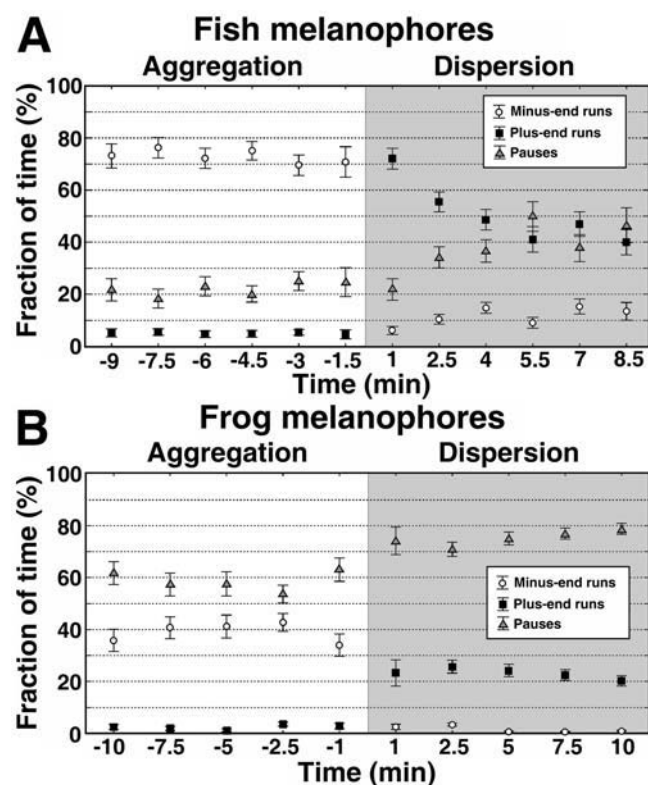 A
Fish melanophores
Aggregation
Dispersion
Fraction of time (%)
100
80
60
40
20
0
Minus-end runs
Plus-end runs
Pauses
-9 -7.5 -6 -4.5 -3 -1.5 1 2.5 4 5.5 7 8.5
Time (min)
B
Frog melanophores
Aggregation
Dispersion
Fraction of time (%)
100
80
60
40
20
0
Minus-end runs
Plus-end runs
Pauses
-10 -7.5 -5 -2.5 -1 1 2.5 5 7.5 10
Time (min)